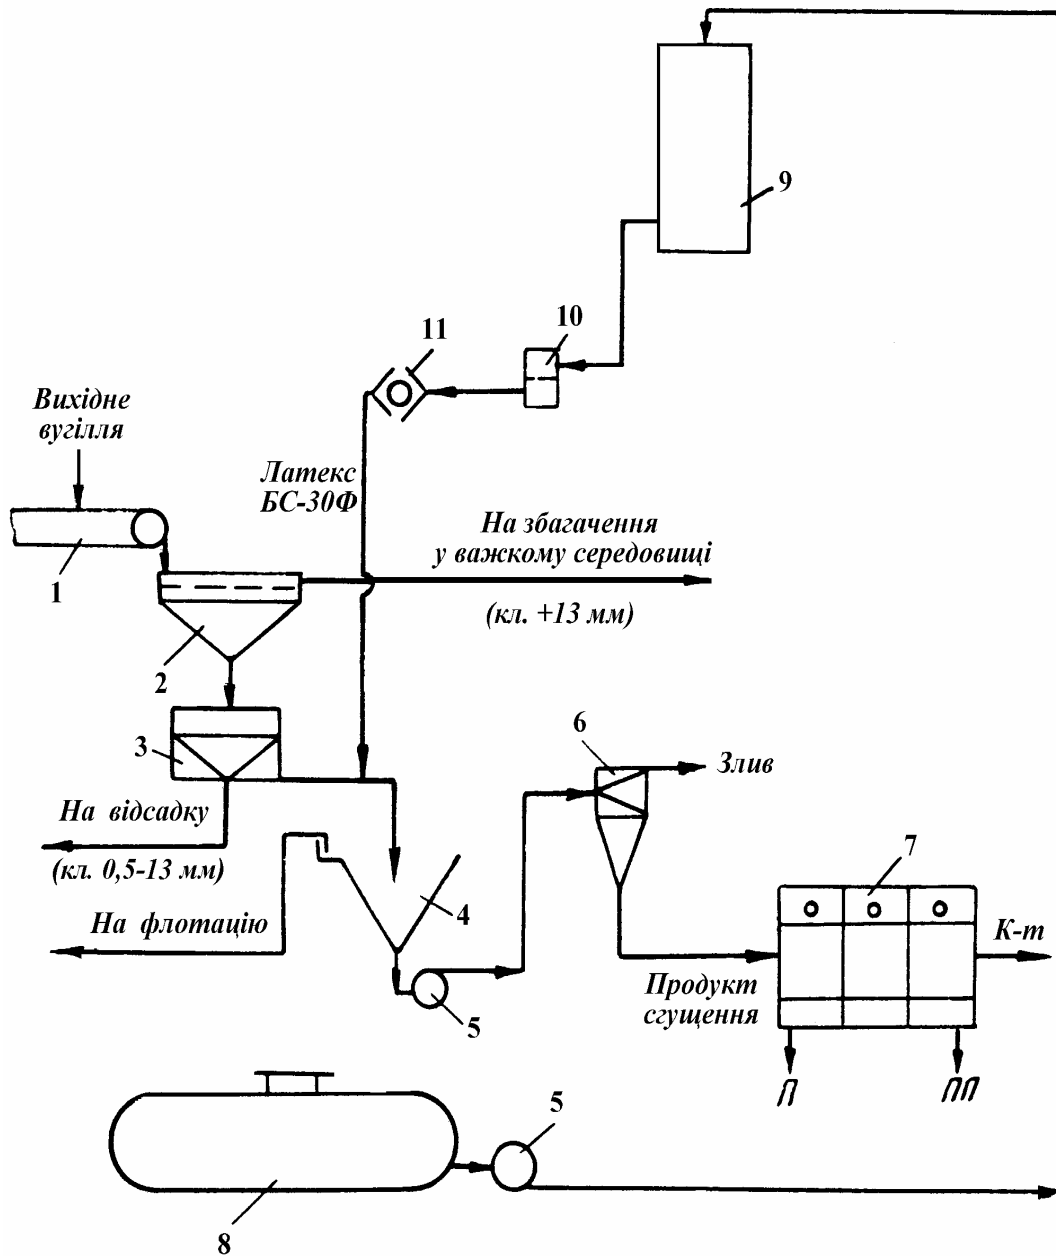 9
10
11
Вихідне
вугілля
Латекс
БС-30Ф
На збагачення
у важкому середовищі
(кл. +13 мм)
1
2
3
6
Злив
На відсадку
(кл. 0,5-13 мм)
7
4
На флотацію
К-т
Продукт
сгущення
5
П
ПП
5
8